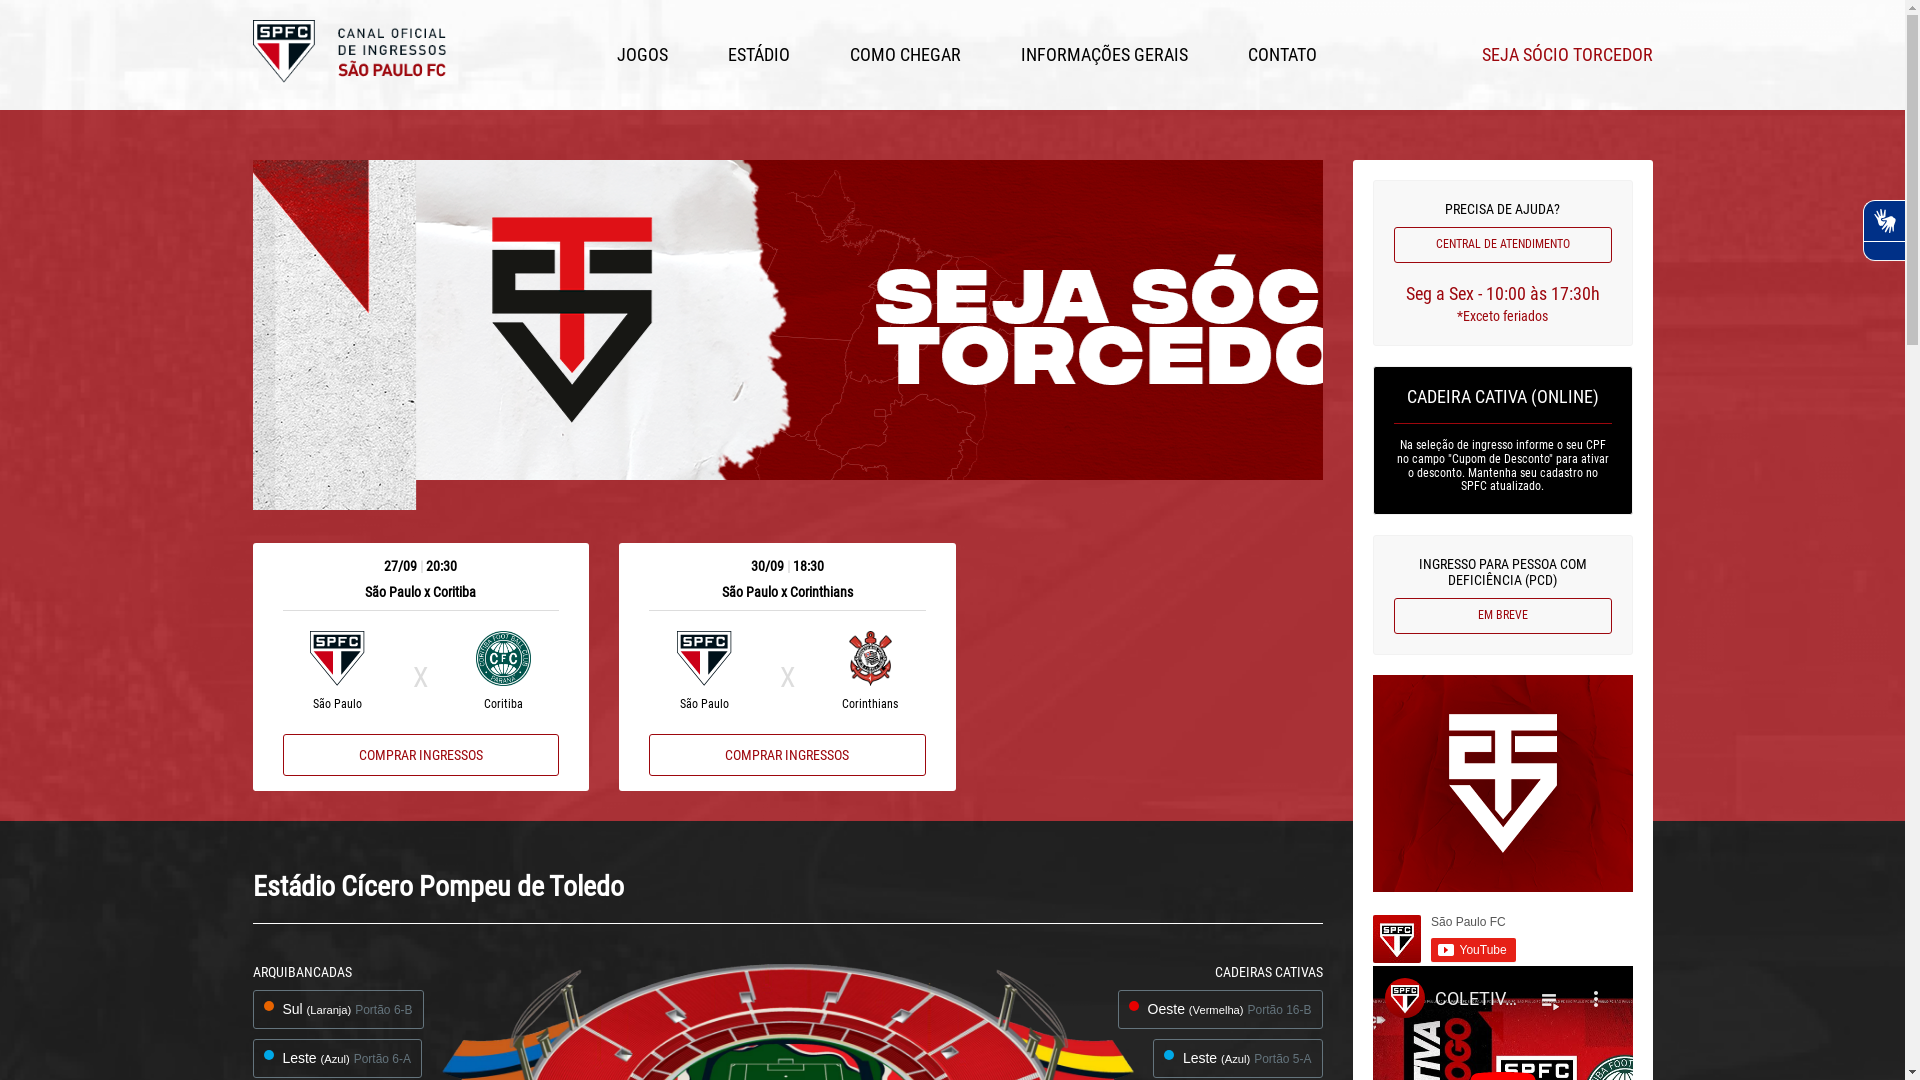 SPFC
CANAL OFICIAL
DE INGRESSOS
SÃO PAULO FC
JOGOS
ESTÁDIO
COMO CHEGAR
INFORMAÇÕES GERAIS
CONTATO
SEJA SÓCIO TORCEDOR
SEJA SÓC
TORCEDO
PRECISA DE AJUDA?
CENTRAL DE ATENDIMENTO
Seg a Sex - 10:00 às 17:30h
*Exceto feriados
CADEIRA CATIVA (ONLINE)
Na seleção de ingresso informe o seu CPF
no campo "Cupom de Desconto" para ativar
o desconto. Mantenha seu cadastro no
SPFC atualizado.
INGRESSO PARA PESSOA COM
DEFICIÊNCIA (PCD)
EM BREVE
27/09 | 20:30
São Paulo x Coritiba
SPFC
X
CFC
São Paulo
Coritiba
COMPRAR INGRESSOS
30/09 | 18:30
São Paulo x Corinthians
SPFC
X
São Paulo
Corinthians
COMPRAR INGRESSOS
Estádio Cícero Pompeu de Toledo
ARQUIBANCADAS
Sul (Laranja) Portão 6-B
Leste (Azul) Portão 6-A
CADEIRAS CATIVAS
Oeste (Vermelha) Portão 16-B
Leste (Azul) Portão 5-A
SPFC
São Paulo FC
YouTube
SPFC
COLETIV...
SPFC